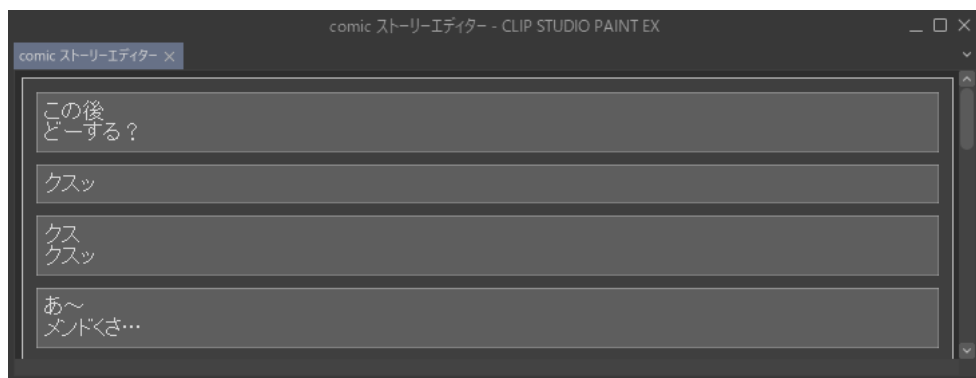 comic ストーリーエディター - CLIP STUDIO PAINT EX
comic ストーリーエディター
この後
どーする？
クスッ
クス
クスッ
あ～
メンドくさ…